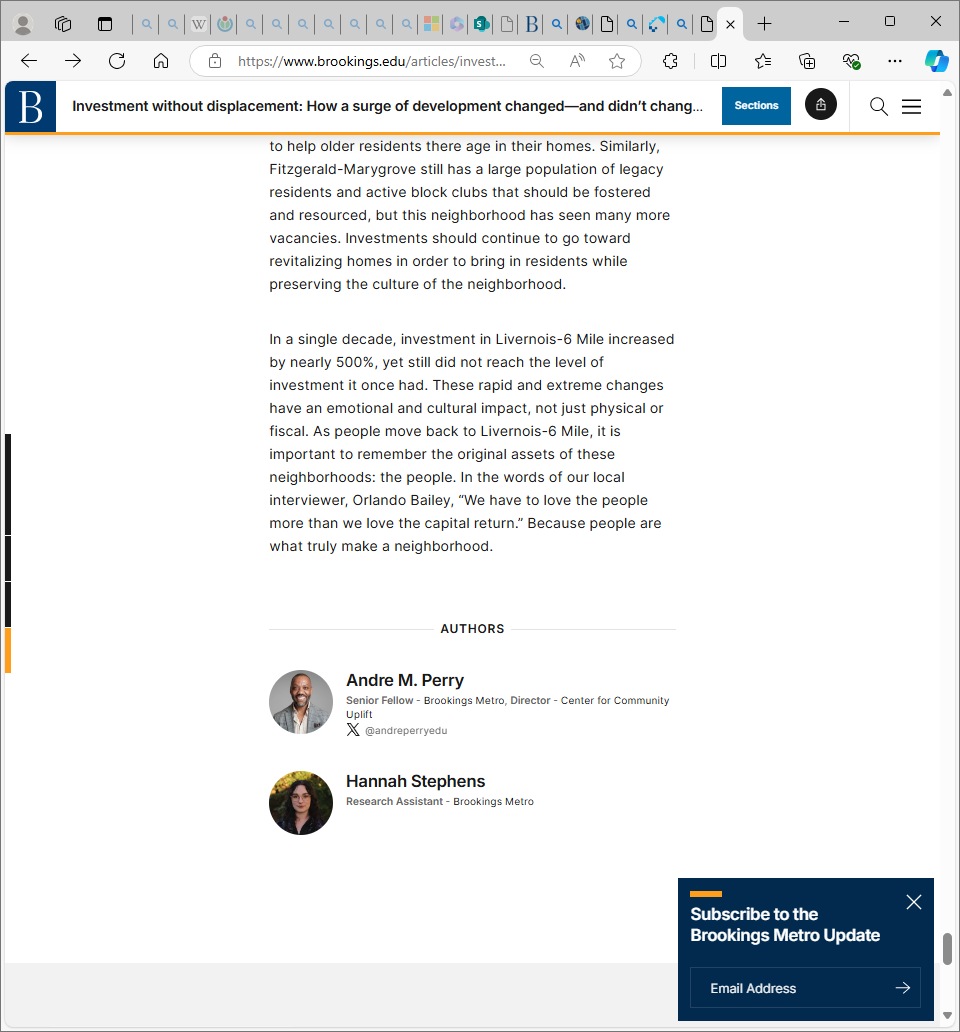 https://www.brookings.edu/articles/invest...
B
Investment without displacement: How a surge of development changed—and didn’t chang...
Sections
to help older residents there age in their homes. Similarly,
Fitzgerald-Marygrove still has a large population of legacy
residents and active block clubs that should be fostered
and resourced, but this neighborhood has seen many more
vacancies. Investments should continue to go toward
revitalizing homes in order to bring in residents while
preserving the culture of the neighborhood.
In a single decade, investment in Livernois-6 Mile increased
by nearly 500%, yet still did not reach the level of
investment it once had. These rapid and extreme changes
have an emotional and cultural impact, not just physical or
fiscal. As people move back to Livernois-6 Mile, it is
important to remember the original assets of these
neighborhoods: the people. In the words of our local
interviewer, Orlando Bailey, “We have to love the people
more than we love the capital return.” Because people are
what truly make a neighborhood.
AUTHORS
Andre M. Perry
Senior Fellow - Brookings Metro, Director - Center for Community
Uplift
@andreperryedu
Hannah Stephens
Research Assistant - Brookings Metro
Subscribe to the
Brookings Metro Update
Email Address